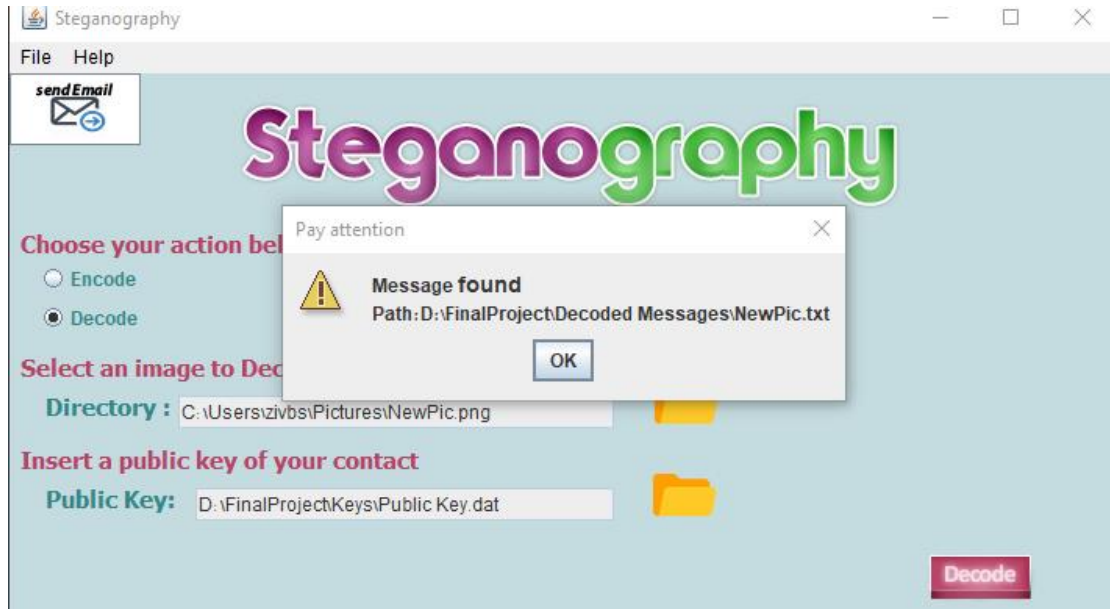 Steganography
File Help
sendEmail
Steganography
Pay attention
Choose your action bel
Message found
Encode
Path:D:\FinalProject\Decoded Messages\NewPic.txt
Decode
OK
Select an image to Dec
Directory : C:\Users\zivbs\Pictures\NewPic.png
Insert a public key of your contact
Public Key: D:\FinalProject\Keys\Public Key.dat
Decode